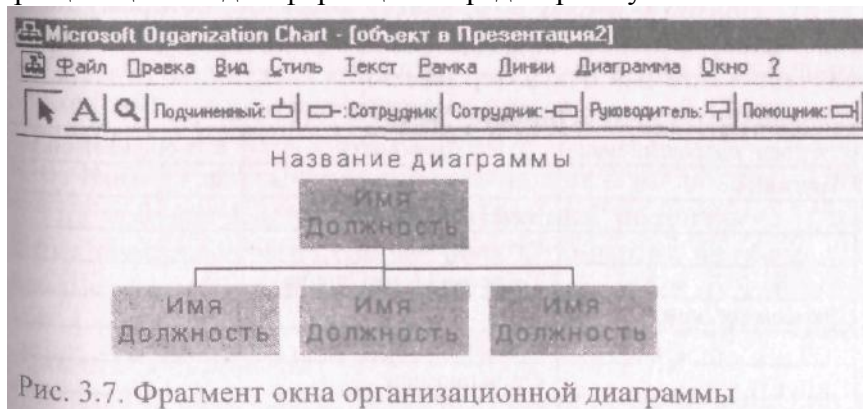 Microsoft Organization Chart - [объект в Презентация2]
Файл Правка Вид Стиль Текст Рамка Линии Диаграмма Окно ?
A Подчиненный: :Сотрудник Сотрудник:- Руководитель: Помощник:
Название диаграммы
Имя
Должность
Имя Имя Имя
Должность Должность Должность
Рис. 3.7. Фрагмент окна организационной диаграммы